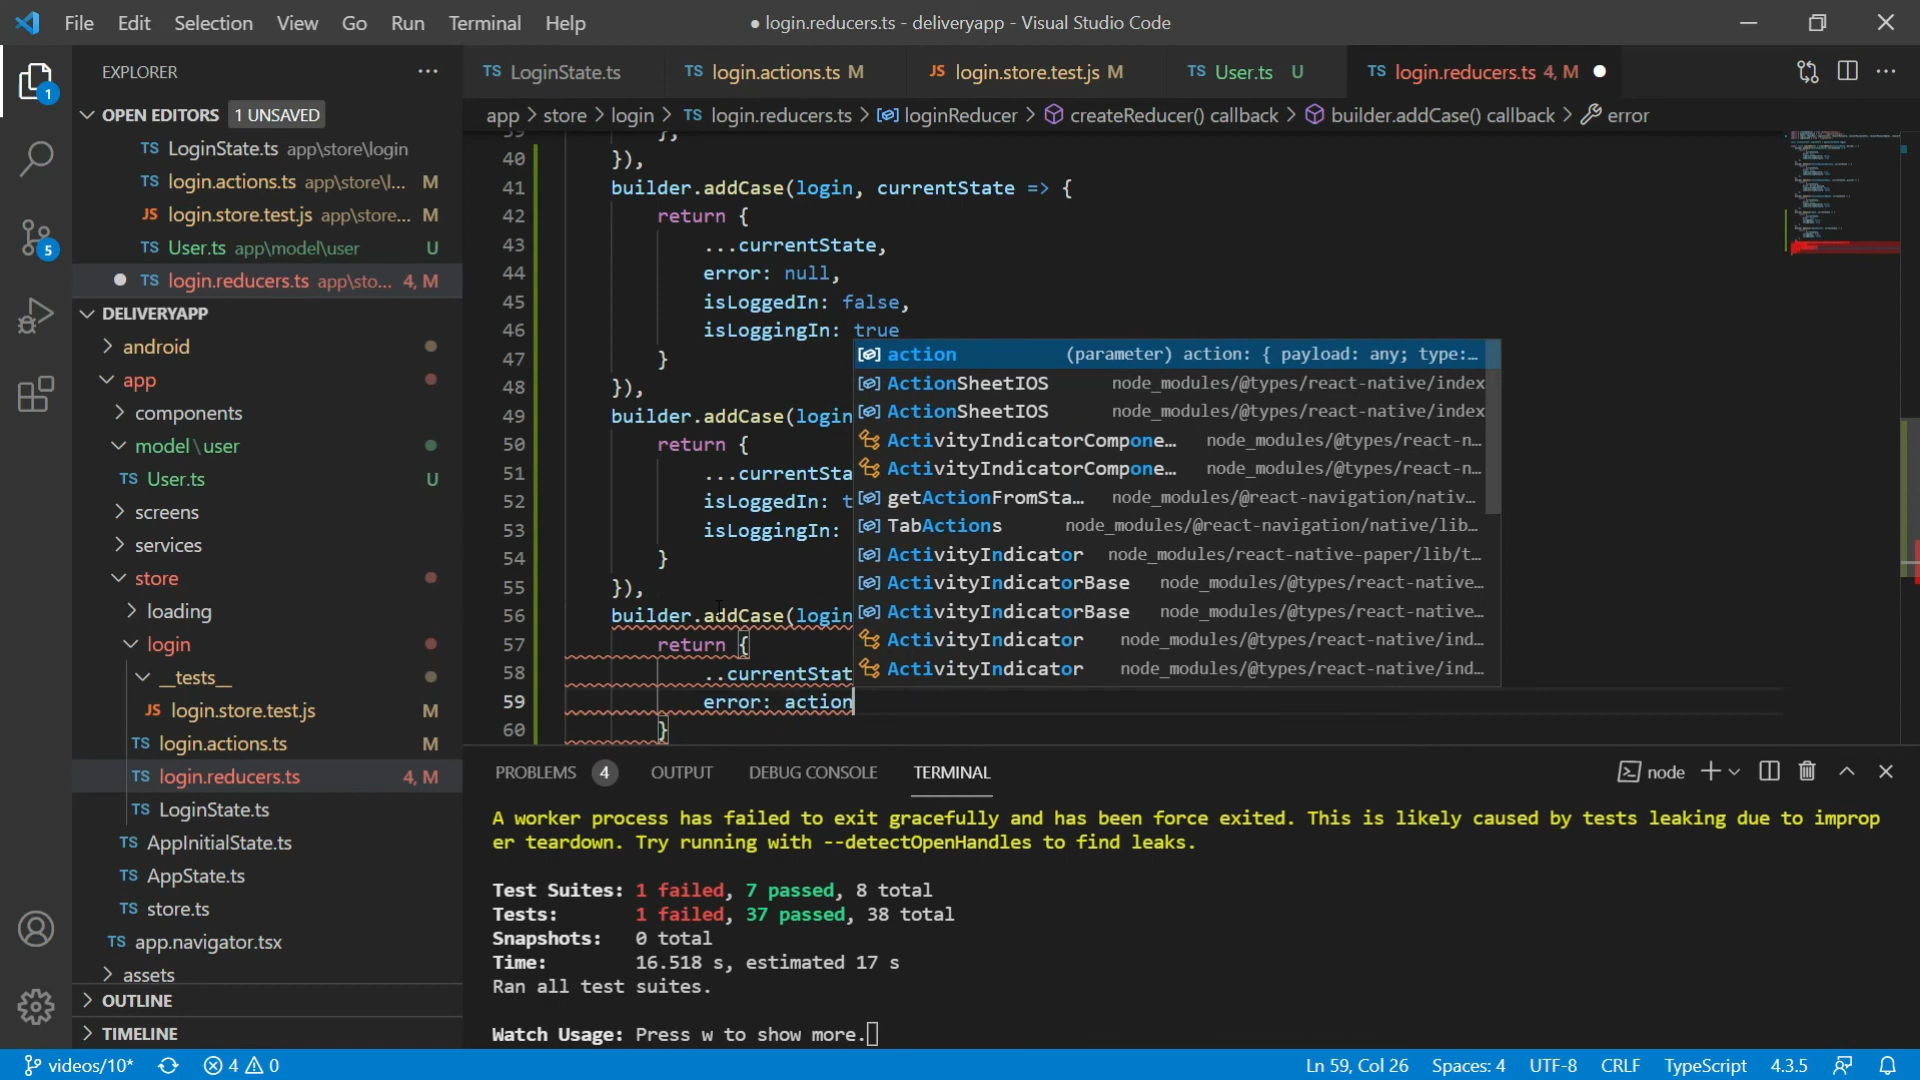 File Edit Selection View Go Run Terminal Help
● login.reducers.ts - deliveryapp - Visual Studio Code
EXPLORER
OPEN EDITORS 1 UNSAVED
TS LoginState.ts app\store\login
TS login.actions.ts app\store\l... M
JS login.store.test.js app\store... M
TS User.ts app\model\user U
TS login.reducers.ts app\sto... 4, M
DELIVERYAPP
android
app
components
model\user
TS User.ts U
screens
services
store
loading
login
__tests__
JS login.store.test.js M
TS login.actions.ts M
TS login.reducers.ts 4, M
TS LoginState.ts
TS AppInitialState.ts
TS AppState.ts
TS store.ts
TS app.navigator.tsx
assets
OUTLINE
TIMELINE
1
5
TS LoginState.ts TS login.actions.ts M JS login.store.test.js M TS User.ts U TS login.reducers.ts 4, M
app > store > login > TS login.reducers.ts > loginReducer > createReducer() callback > builder.addCase() callback > error
39 },
40 }),
41 builder.addCase(login, currentState => {
42 return {
43 ...currentState,
44 error: null,
45 isLoggedIn: false,
46 isLoggingIn: true
47 }
48 }),
49 builder.addCase(login
50 return {
51 ...currentSta
52 isLoggedIn: t
53 isLoggingIn:
54 }
55 }),
56 builder.addCase(login
57 return {
58 ..currentStat
59 error: action
60 }
action (parameter) action: { payload: any; type:...
ActionSheetIOS node_modules/@types/react-native/index
ActionSheetIOS node_modules/@types/react-native/index
ActivityIndicatorCompone... node_modules/@types/react-n...
ActivityIndicatorCompone... node_modules/@types/react-n...
getActionFromSta... node_modules/@react-navigation/nativ...
TabActions node_modules/@react-navigation/native/lib...
ActivityIndicator node_modules/react-native-paper/lib/t...
ActivityIndicatorBase node_modules/@types/react-native...
ActivityIndicatorBase node_modules/@types/react-native...
ActivityIndicator node_modules/@types/react-native/ind...
ActivityIndicator node_modules/@types/react-native/ind...
PROBLEMS 4 OUTPUT DEBUG CONSOLE TERMINAL
node
A worker process has failed to exit gracefully and has been force exited. This is likely caused by tests leaking due to improp
er teardown. Try running with --detectOpenHandles to find leaks.
Test Suites: 1 failed, 7 passed, 8 total
Tests: 1 failed, 37 passed, 38 total
Snapshots: 0 total
Time: 16.518 s, estimated 17 s
Ran all test suites.
Watch Usage: Press w to show more.
videos/10* 4 0 Ln 59, Col 26 Spaces: 4 UTF-8 CRLF TypeScript 4.3.5